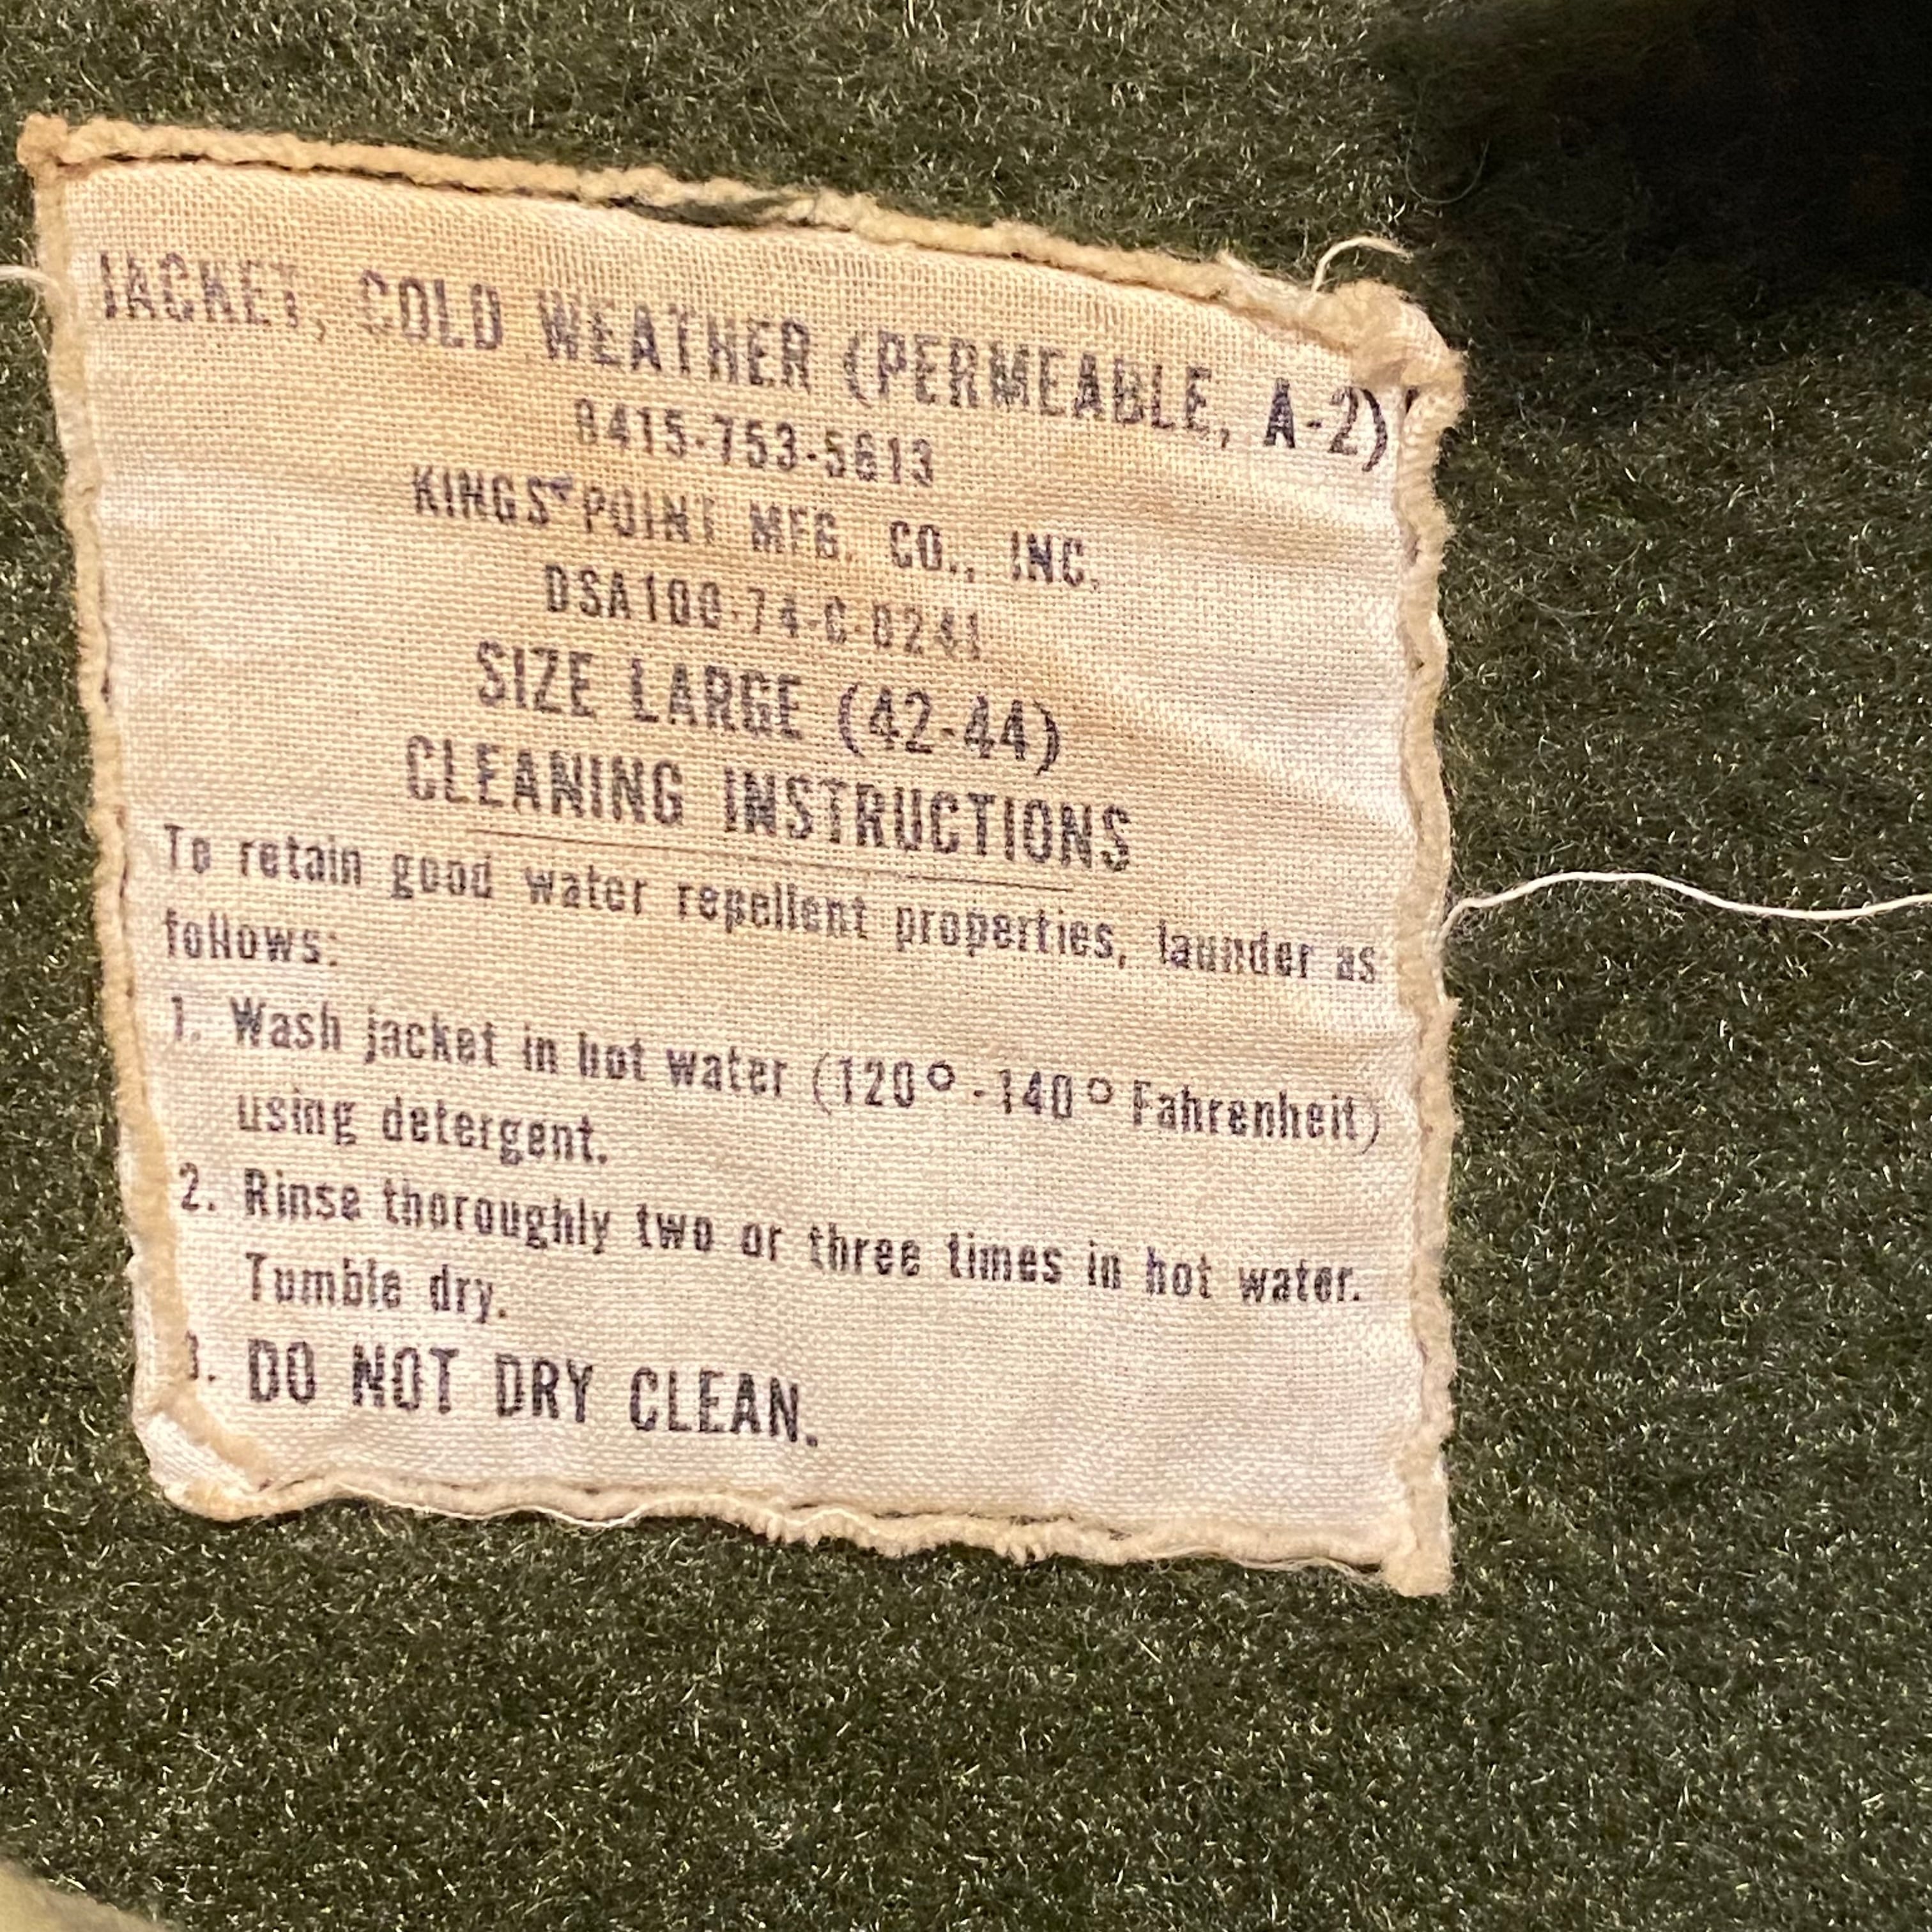 JACKET, COLD WEATHER (PERMEABLE, A-2)
8415-753-5613
KINGS POINT MFG. CO., INC.
DSA100-74-C-0241
SIZE LARGE (42-44)
CLEANING INSTRUCTIONS
To retain good water repellent properties, launder as
follows:
1. Wash jacket in hot water (120° - 140° Fahrenheit)
using detergent.
2. Rinse thoroughly two or three times in hot water.
Tumble dry.
3. DO NOT DRY CLEAN.